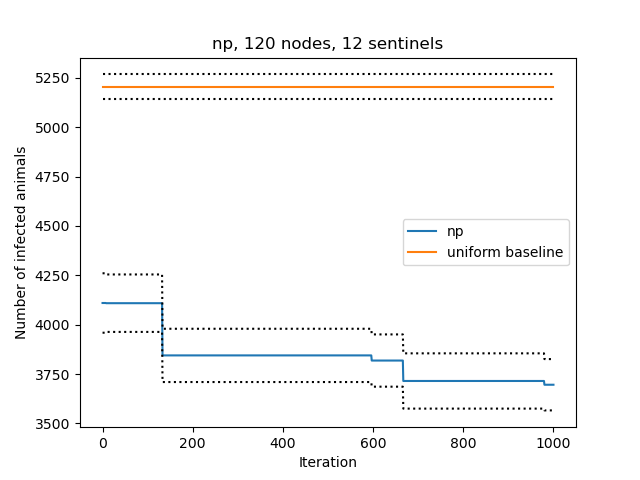 np, 120 nodes, 12 sentinels
Number of infected animals
5250
5000
4750
4500
4250
4000
3750
3500
np
uniform baseline
0
200
400
600
800
1000
Iteration